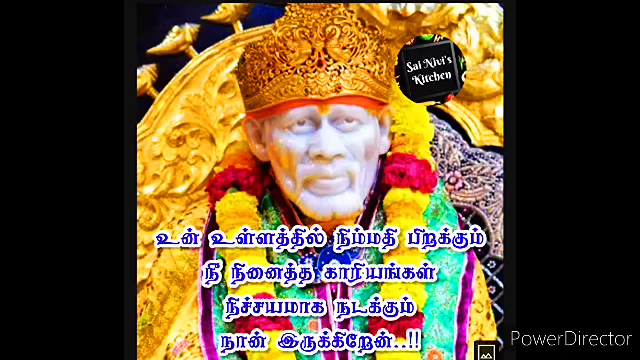 Sai Nivi's
Kitchen
உன் உள்ளத்தில் நிம்மதி பிறக்கும்
நீ நினைத்த காரியங்கள்
நிச்சயமாக நடக்கும்
நான் இருக்கிறேன்..!!
PowerDirector